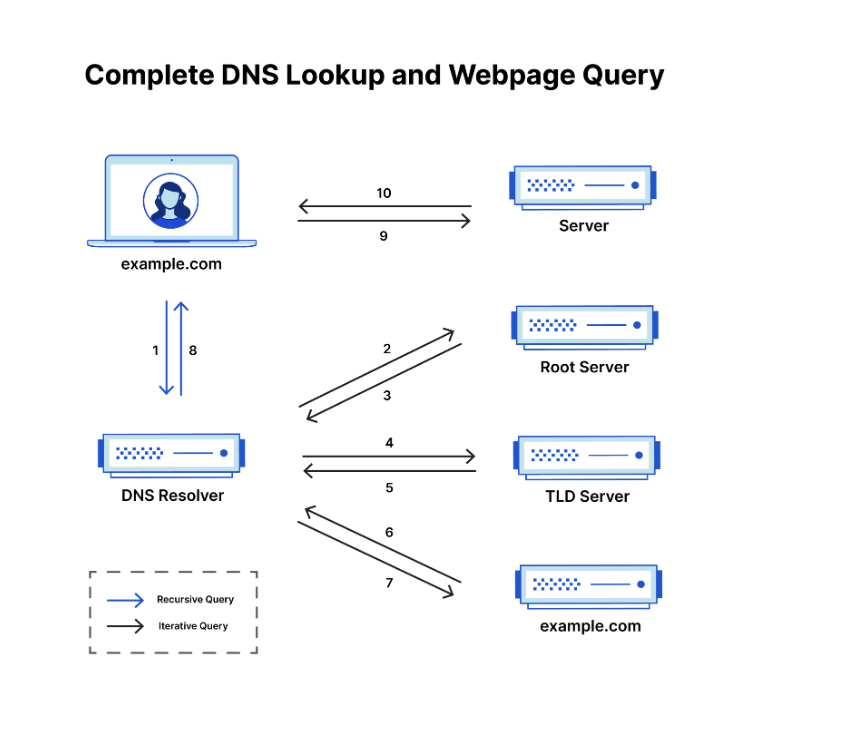 Complete DNS Lookup and Webpage Query
10
9
Server
example.com
1
8
2
3
Root Server
DNS Resolver
4
5
TLD Server
6
7
example.com
Recursive Query
Iterative Query